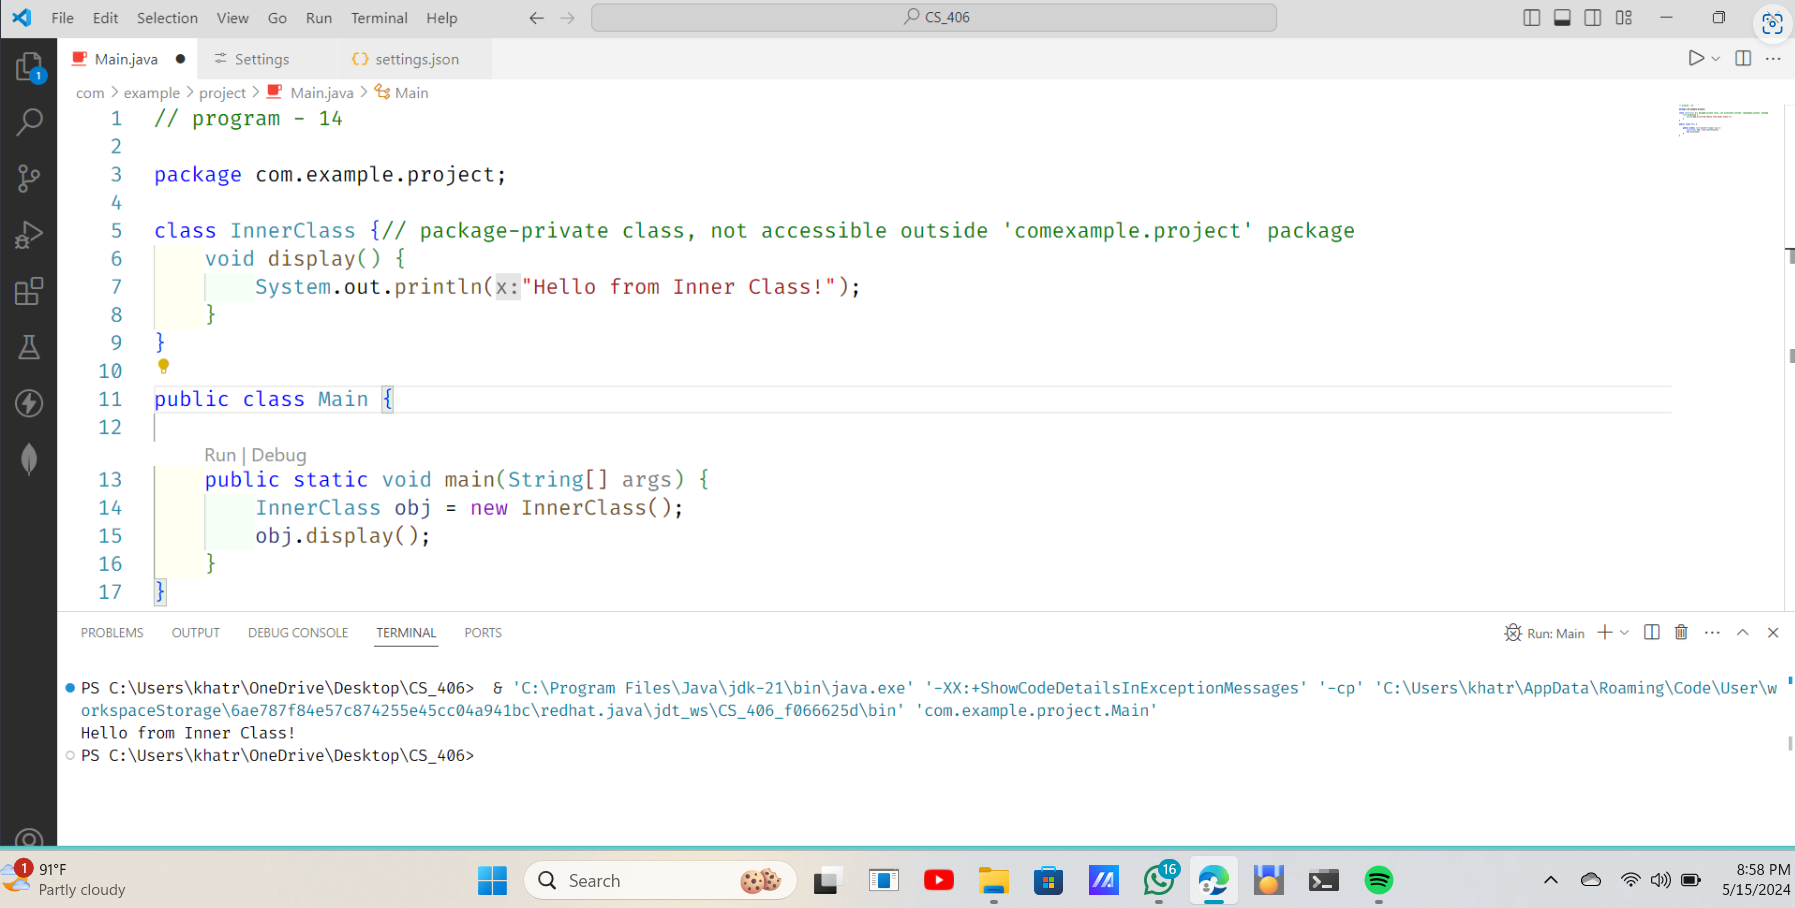 File Edit Selection View Go Run Terminal Help CS_406
Main.java Settings {} settings.json
1
com > example > project > Main.java > Main
1 // program - 14
2
3 package com.example.project;
4
5 class InnerClass {// package-private class, not accessible outside 'comexample.project' package
6 void display() {
7 System.out.println(x:"Hello from Inner Class!");
8 }
9 }
10
11 public class Main {
12
Run | Debug
13 public static void main(String[] args) {
14 InnerClass obj = new InnerClass();
15 obj.display();
16 }
17 }
PROBLEMS OUTPUT DEBUG CONSOLE TERMINAL PORTS Run: Main
PS C:\Users\khatr\OneDrive\Desktop\CS_406> & 'C:\Program Files\Java\jdk-21\bin\java.exe' '-XX:+ShowCodeDetailsInExceptionMessages' '-cp' 'C:\Users\khatr\AppData\Roaming\Code\User\w
orkspaceStorage\6ae787f84e57c874255e45cc04a941bc\redhat.java\jdt_ws\CS_406_f066625d\bin' 'com.example.project.Main'
Hello from Inner Class!
PS C:\Users\khatr\OneDrive\Desktop\CS_406>
1 91°F Search 16 8:58 PM
Partly cloudy 5/15/2024